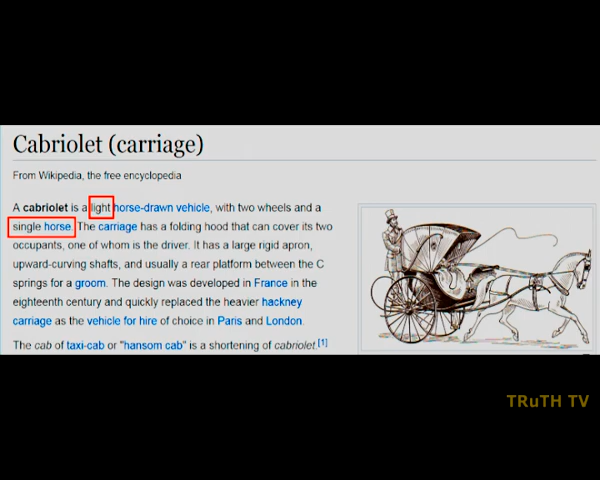 Cabriolet (carriage)
From Wikipedia, the free encyclopedia
A cabriolet is a light horse-drawn vehicle, with two wheels and a
single horse. The carriage has a folding hood that can cover its two
occupants, one of whom is the driver. It has a large rigid apron,
upward-curving shafts, and usually a rear platform between the C
springs for a groom. The design was developed in France in the
eighteenth century and quickly replaced the heavier hackney
carriage as the vehicle for hire of choice in Paris and London.
The cab of taxi-cab or "hansom cab" is a shortening of cabriolet.[1]
TRuTH TV